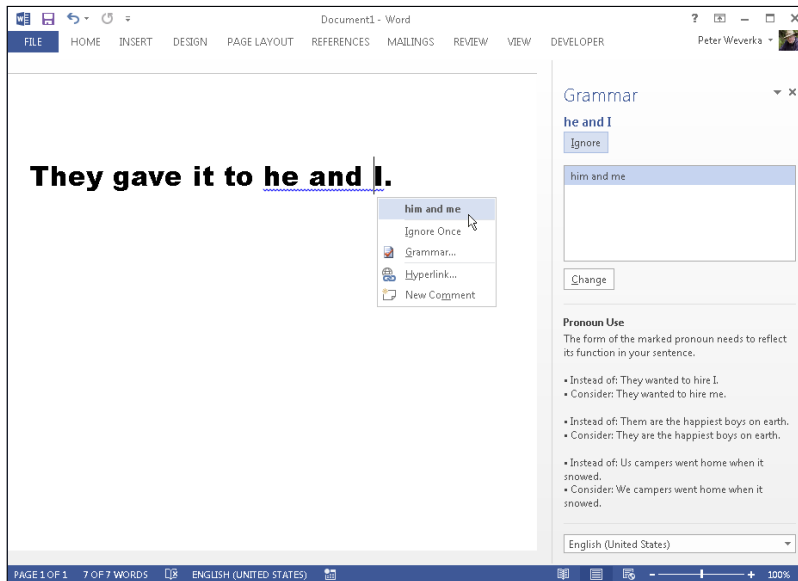 Document1 - Word
?
FILE HOME INSERT DESIGN PAGE LAYOUT REFERENCES MAILINGS REVIEW VIEW DEVELOPER Peter Weverka
Grammar
he and I
Ignore
him and me
Change
Pronoun Use
The form of the marked pronoun needs to reflect
its function in your sentence.
• Instead of: They wanted to hire I.
• Consider: They wanted to hire me.
• Instead of: Them are the happiest boys on earth.
• Consider: They are the happiest boys on earth.
• Instead of: Us campers went home when it
snowed.
• Consider: We campers went home when it
snowed.
English (United States)
They gave it to he and I.
him and me
Ignore Once
Grammar...
Hyperlink...
New Comment
PAGE 1 OF 1 7 OF 7 WORDS ENGLISH (UNITED STATES) 100%